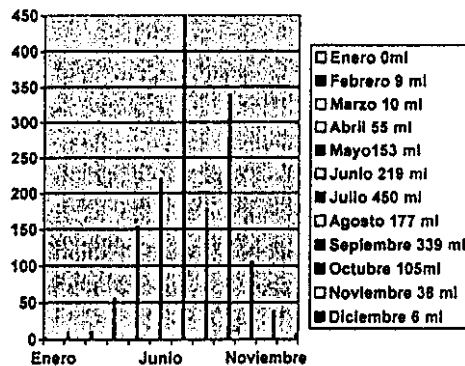 450
400
350
300
250
200
150
100
50
0
Enero Junio Noviembre
Enero 0ml
Febrero 9 ml
Marzo 10 ml
Abril 55 ml
Mayo153 ml
Junio 219 ml
Julio 450 ml
Agosto 177 ml
Sepiembre 339 ml
Octubre 105ml
Noviembre 38 ml
Diciembre 6 ml